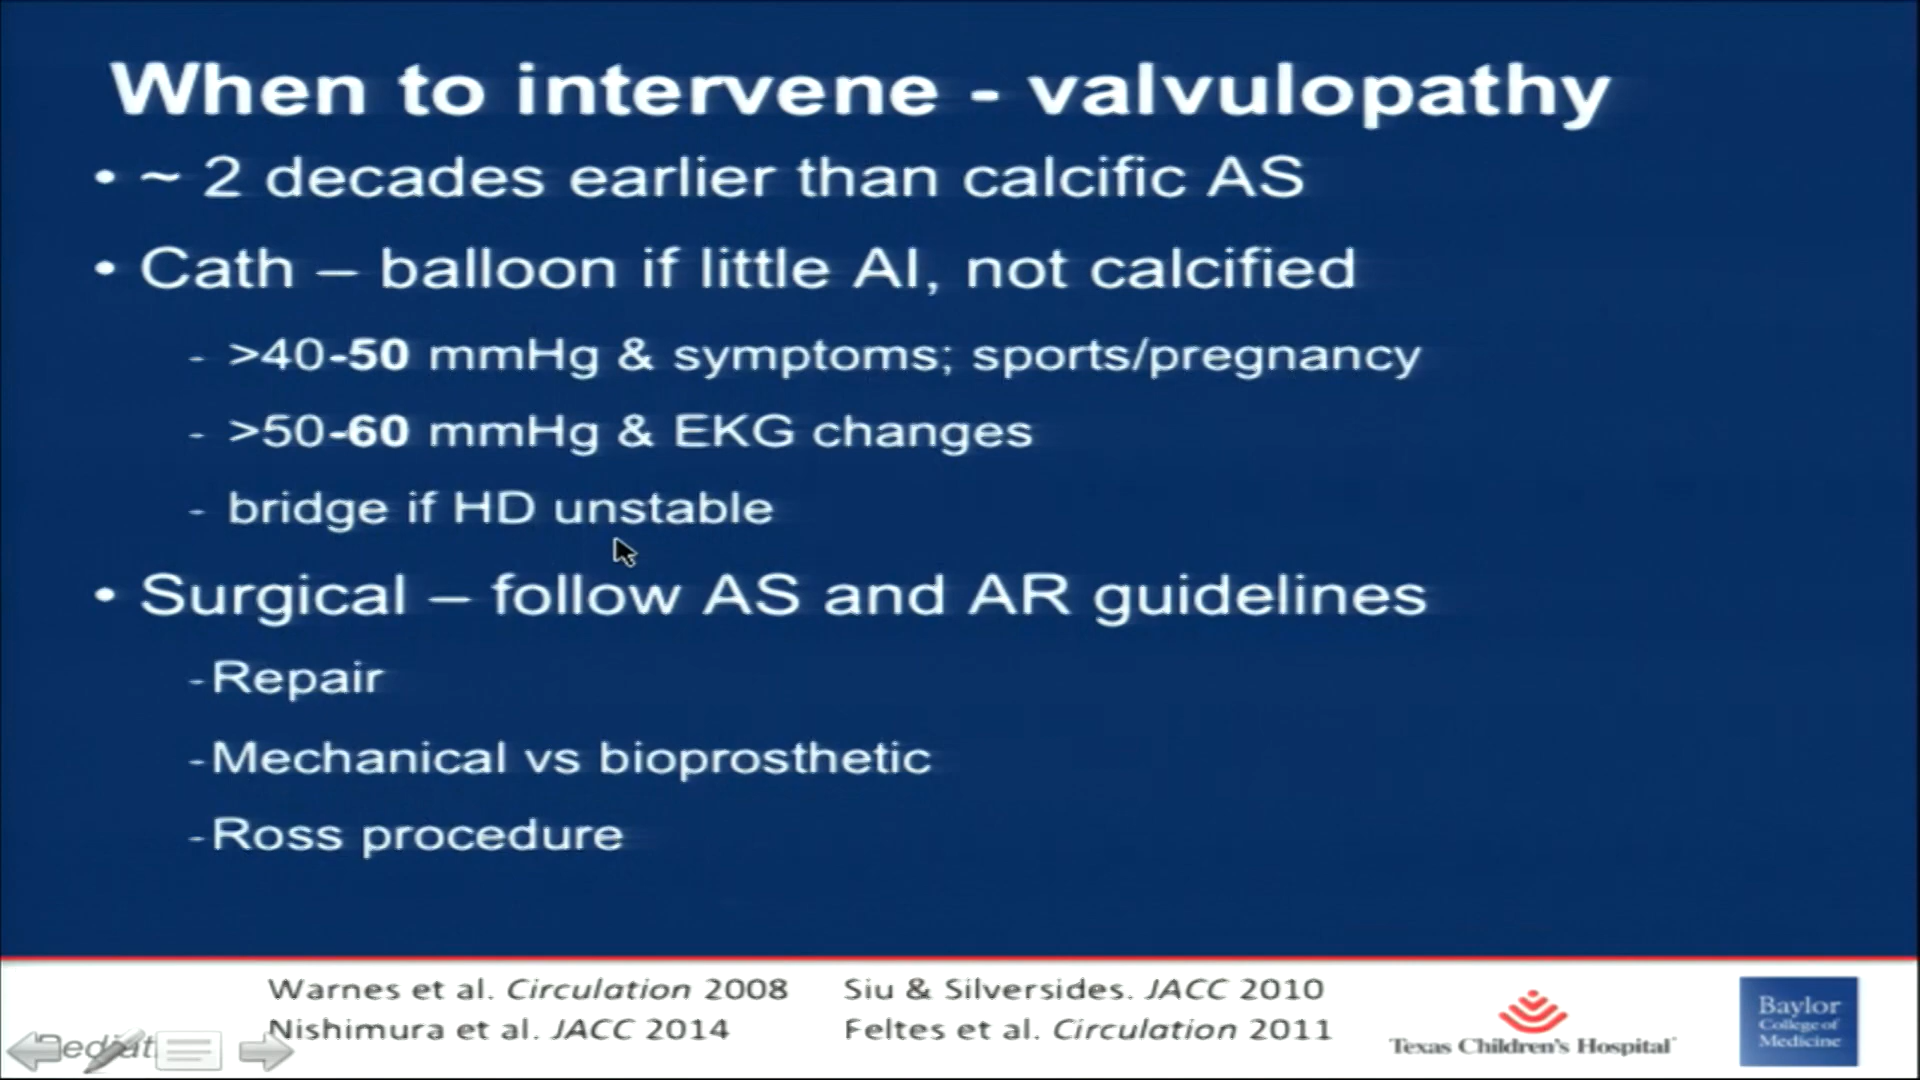 When to intervene - valvulopathy
• ~ 2 decades earlier than calcific AS
• Cath – balloon if little AI, not calcified
- >40-50 mmHg & symptoms; sports/pregnancy
- >50-60 mmHg & EKG changes
- bridge if HD unstable
• Surgical – follow AS and AR guidelines
-Repair
-Mechanical vs bioprosthetic
-Ross procedure
Warnes et al. Circulation 2008
Nishimura et al. JACC 2014
Siu & Silversides. JACC 2010
Feltes et al. Circulation 2011
Texas Children's Hospital
Baylor
College of
Medicine